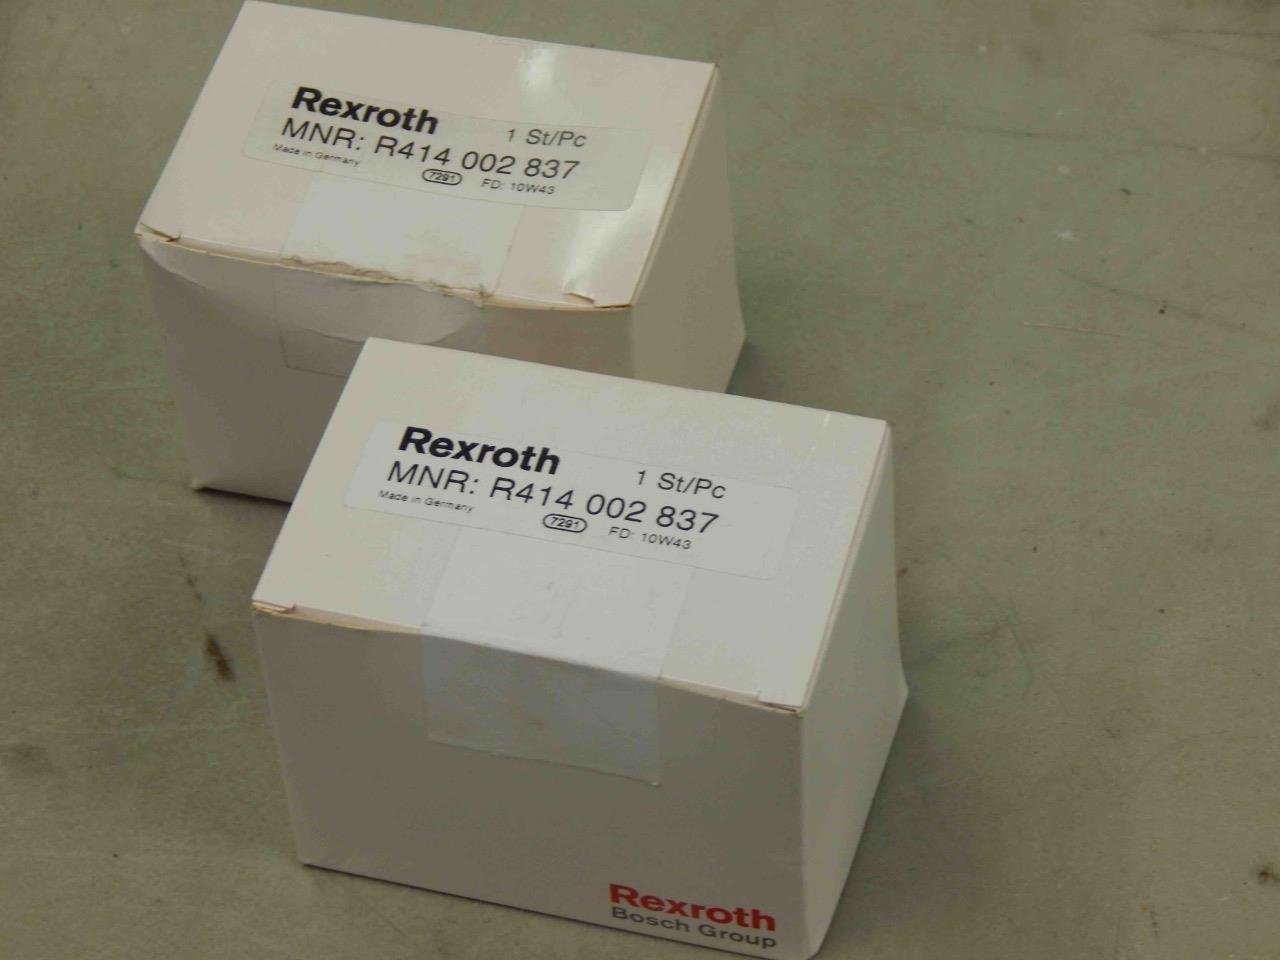 Rexroth
1 St/Pc
MNR: R414 002 837
Made in Germany
7291 FD: 10W43
Rexroth
1 St/Pc
MNR: R414 002 837
Made in Germany
7291 FD: 10W43
Rexroth
Bosch Group